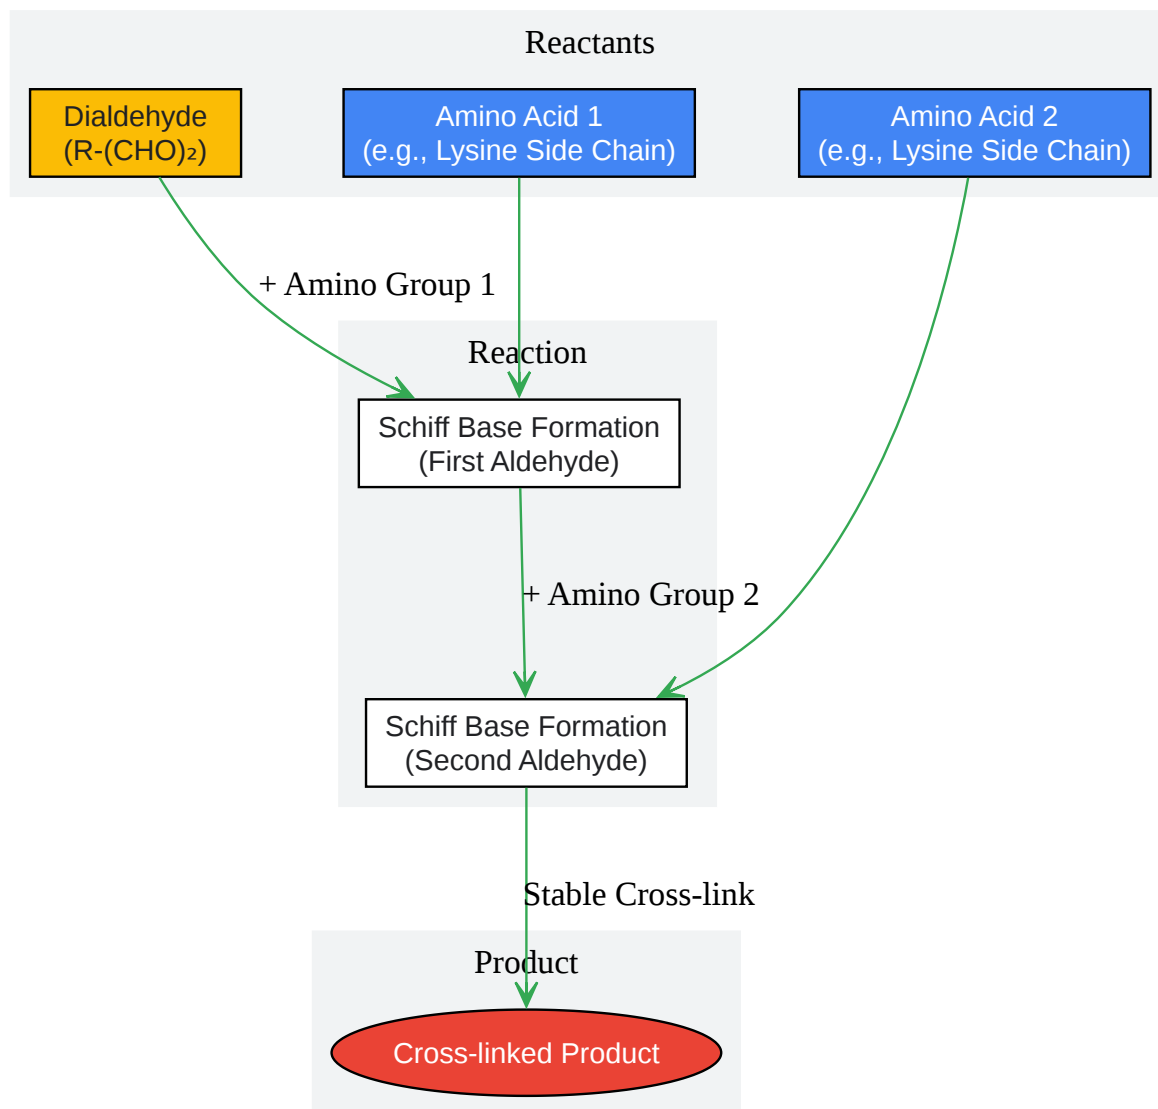 Reactants
Dialdehyde
(R-(CHO)₂)
Amino Acid 1
(e.g., Lysine Side Chain)
Amino Acid 2
(e.g., Lysine Side Chain)
+ Amino Group 1
Reaction
Schiff Base Formation
(First Aldehyde)
+ Amino Group 2
Schiff Base Formation
(Second Aldehyde)
Stable Cross-link
Product
Cross-linked Product